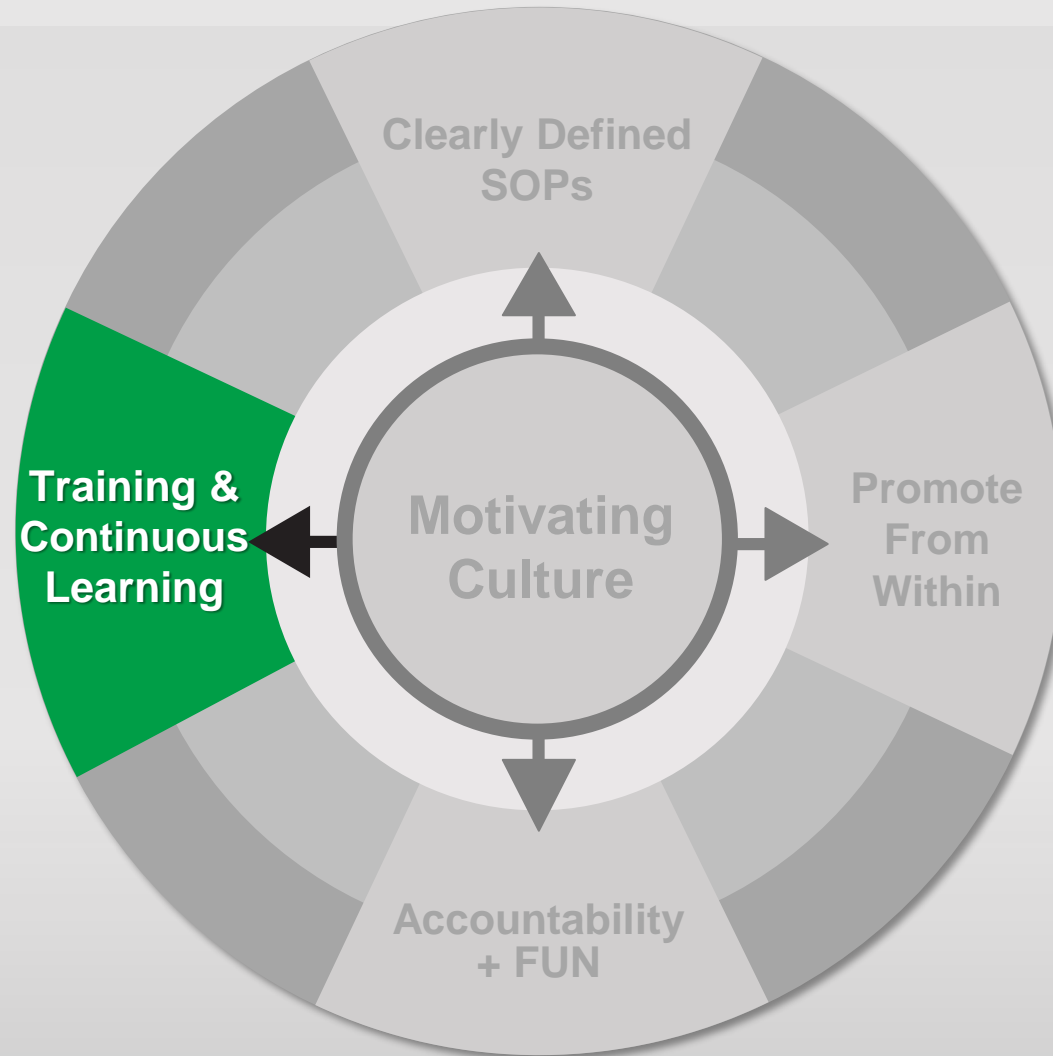 Clearly Defined
SOPs
Training &
Continuous
Learning
Motivating
Culture
Promote
From
Within
Accountability
+ FUN